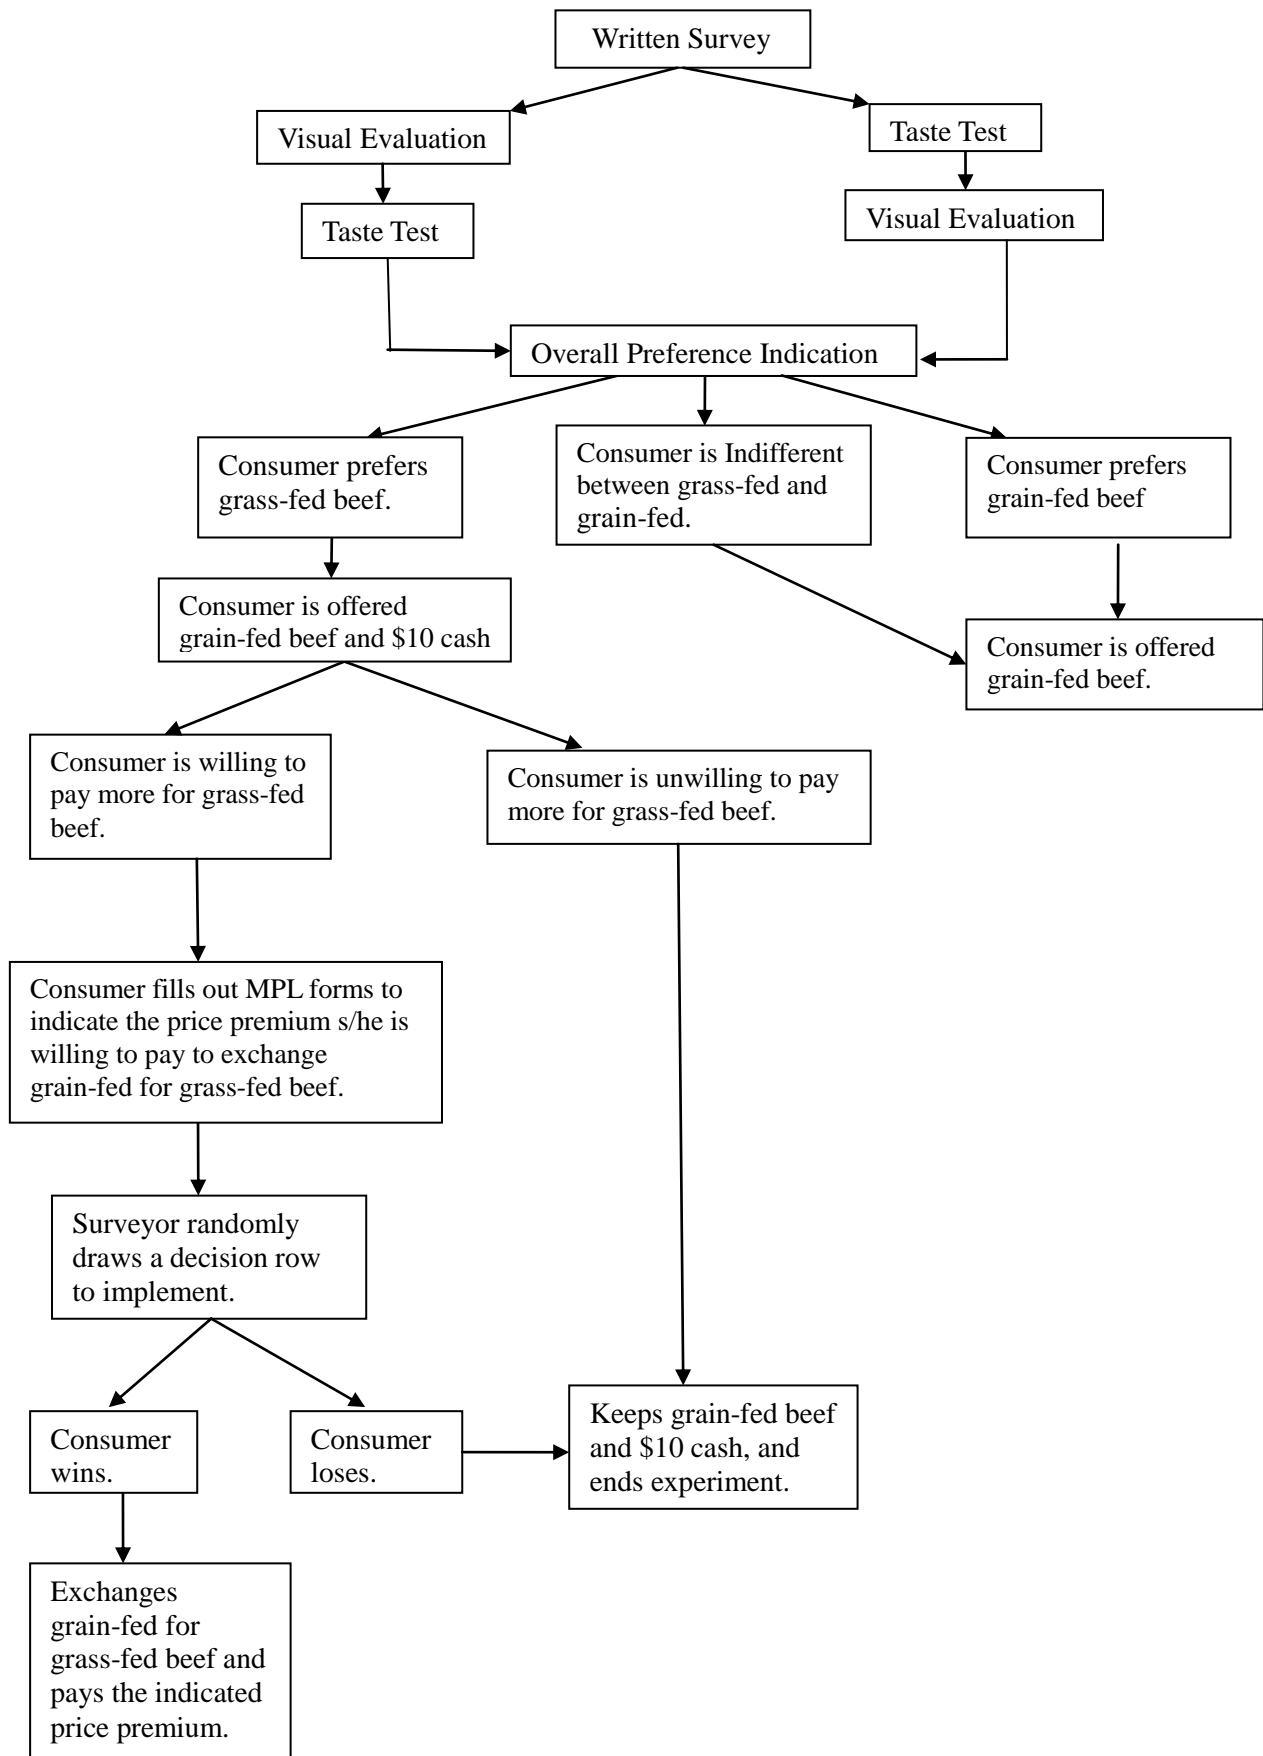 Written Survey
Visual Evaluation
Taste Test
Taste Test
Visual Evaluation
Overall Preference Indication
Consumer prefers
grass-fed beef.
Consumer is Indifferent
between grass-fed and
grain-fed.
Consumer prefers
grain-fed beef
Consumer is offered
grain-fed beef and $10 cash
Consumer is offered
grain-fed beef.
Consumer is willing to
pay more for grass-fed
beef.
Consumer is unwilling to pay
more for grass-fed beef.
Consumer fills out MPL forms to
indicate the price premium s/he is
willing to pay to exchange
grain-fed for grass-fed beef.
Surveyor randomly
draws a decision row
to implement.
Consumer
wins.
Consumer
loses.
Keeps grain-fed beef
and $10 cash, and
ends experiment.
Exchanges
grain-fed for
grass-fed beef and
pays the indicated
price premium.